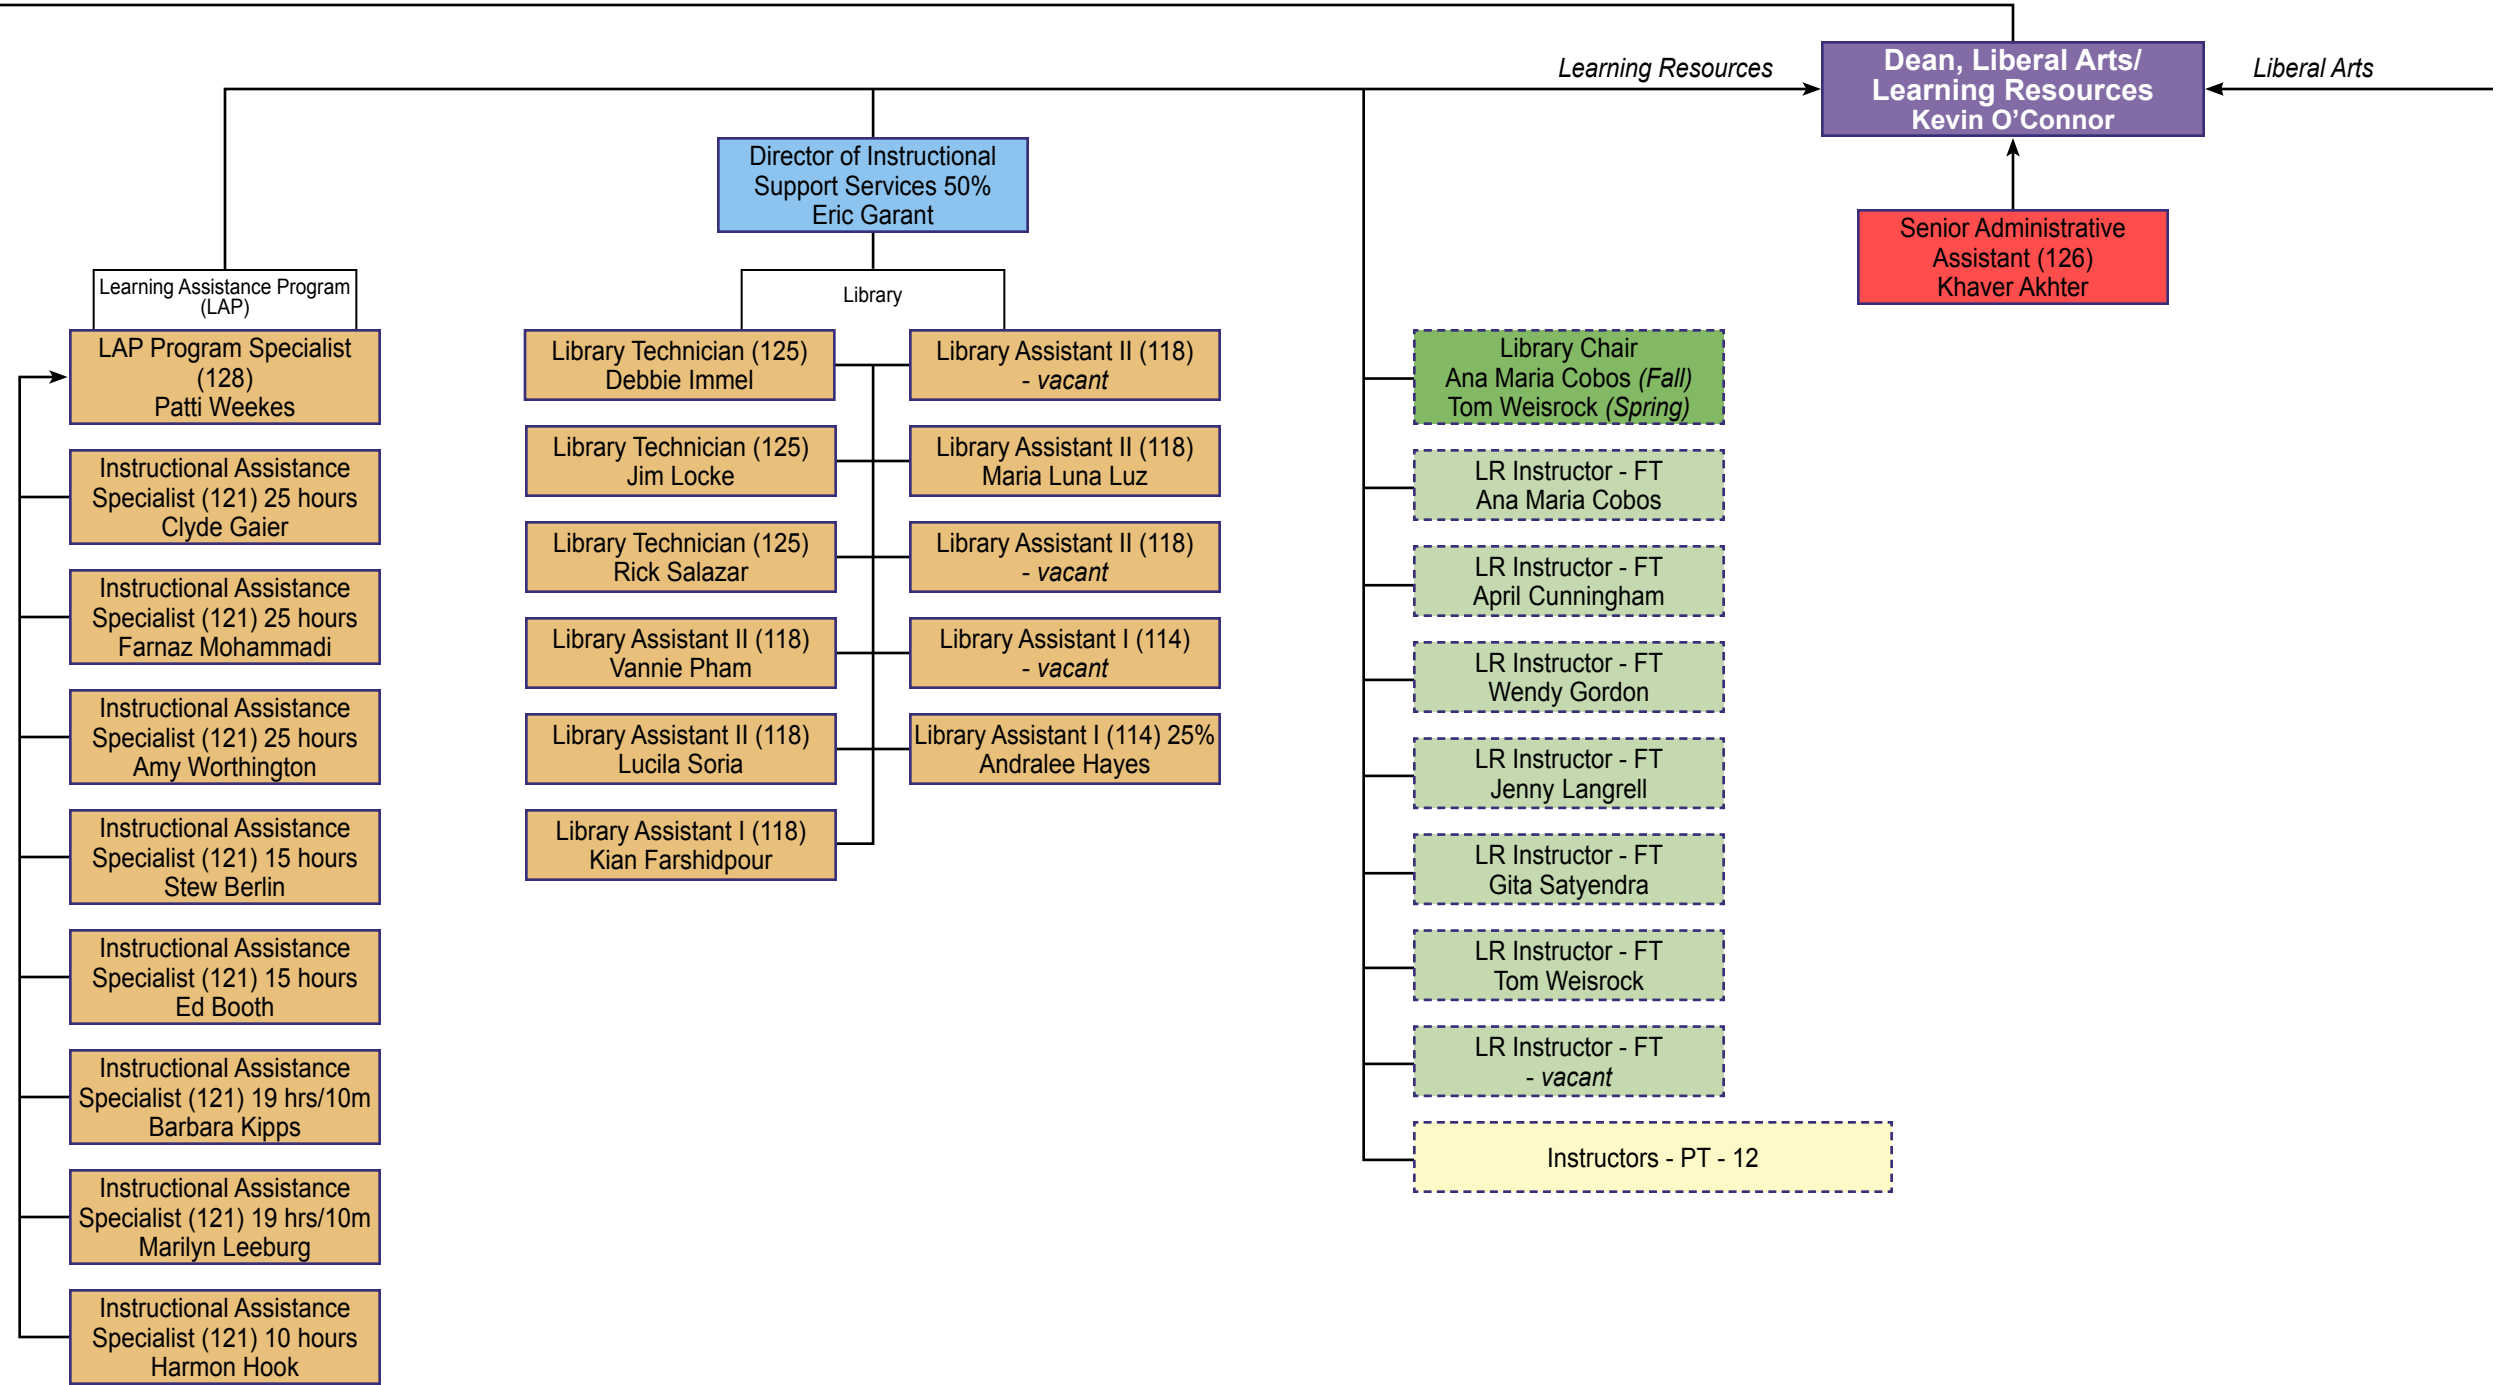 Learning Resources
Dean, Liberal Arts/
Learning Resources
Kevin O’Connor
Liberal Arts
Director of Instructional
Support Services 50%
Eric Garant
Senior Administrative
Assistant (126)
Khaver Akhter
Learning Assistance Program
(LAP)
LAP Program Specialist
(128)
Patti Weekes
Instructional Assistance
Specialist (121) 25 hours
Clyde Gaier
Instructional Assistance
Specialist (121) 25 hours
Farnaz Mohammadi
Instructional Assistance
Specialist (121) 25 hours
Amy Worthington
Instructional Assistance
Specialist (121) 15 hours
Stew Berlin
Instructional Assistance
Specialist (121) 15 hours
Ed Booth
Instructional Assistance
Specialist (121) 19 hrs/10m
Barbara Kipps
Instructional Assistance
Specialist (121) 19 hrs/10m
Marilyn Leeburg
Instructional Assistance
Specialist (121) 10 hours
Harmon Hook
Library
Library Technician (125)
Debbie Immel
Library Technician (125)
Jim Locke
Library Technician (125)
Rick Salazar
Library Assistant II (118)
Vannie Pham
Library Assistant II (118)
Lucila Soria
Library Assistant I (118)
Kian Farshidpour
Library Assistant II (118)
- vacant
Library Assistant II (118)
Maria Luna Luz
Library Assistant II (118)
- vacant
Library Assistant I (114)
- vacant
Library Assistant I (114) 25%
Andralee Hayes
Library Chair
Ana Maria Cobos (Fall)
Tom Weisrock (Spring)
LR Instructor - FT
Ana Maria Cobos
LR Instructor - FT
April Cunningham
LR Instructor - FT
Wendy Gordon
LR Instructor - FT
Jenny Langrell
LR Instructor - FT
Gita Satyendra
LR Instructor - FT
Tom Weisrock
LR Instructor - FT
- vacant
Instructors - PT - 12